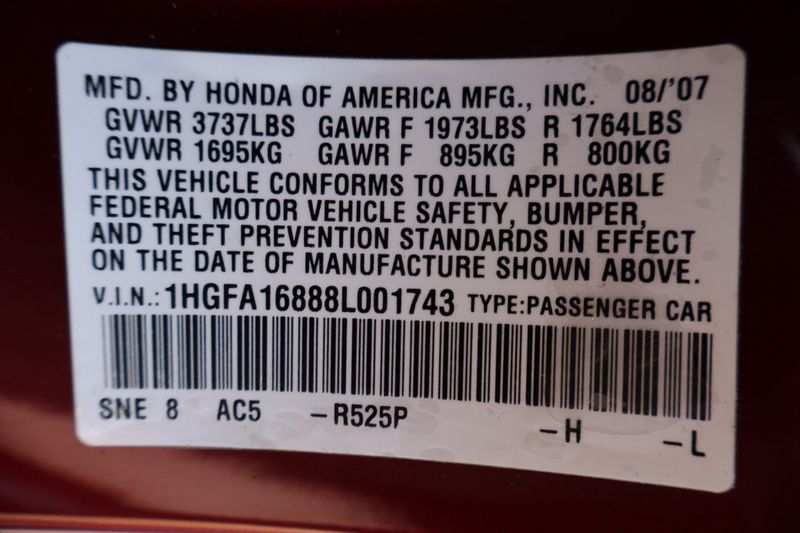 MFD. BY HONDA OF AMERICA MFG., INC. 08/'07
GVWR 3737LBS GAWR F 1973LBS R 1764LBS
GVWR 1695KG GAWR F 895KG R 800KG
THIS VEHICLE CONFORMS TO ALL APPLICABLE
FEDERAL MOTOR VEHICLE SAFETY, BUMPER,
AND THEFT PREVENTION STANDARDS IN EFFECT
ON THE DATE OF MANUFACTURE SHOWN ABOVE.
V.I.N.: 1HGFA16888L001743 TYPE:PASSENGER CAR
SNE 8 AC5 –R525P –H –L